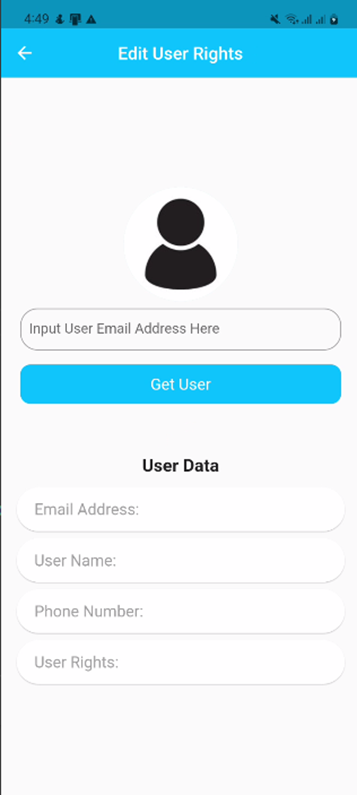 4:49
Edit User Rights
Input User Email Address Here
Get User
User Data
Email Address:
User Name:
Phone Number:
User Rights: